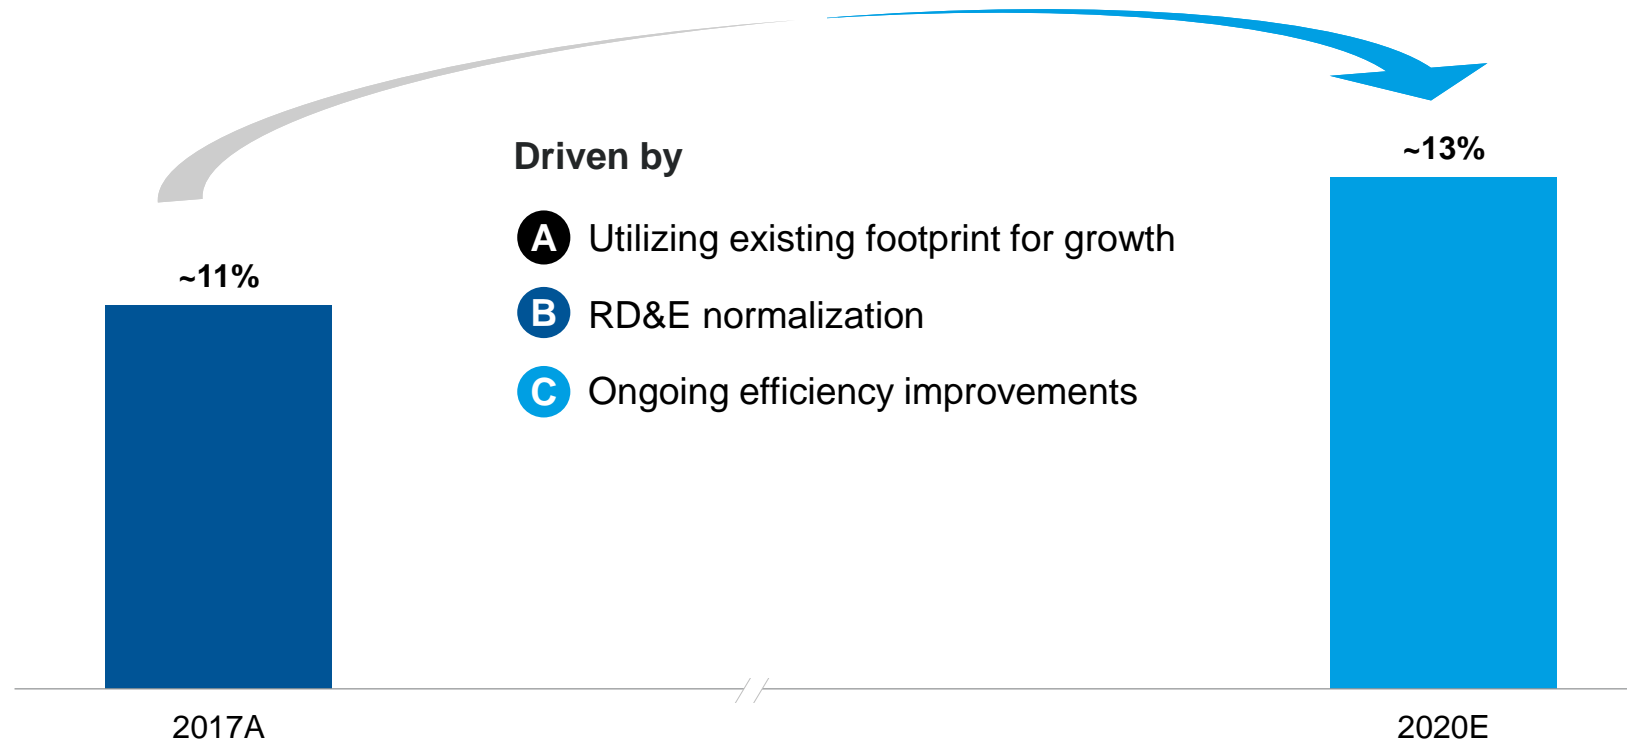 Driven by
~13%
A Utilizing existing footprint for growth
~11%
B RD&E normalization
C Ongoing efficiency improvements
2017A
2020E